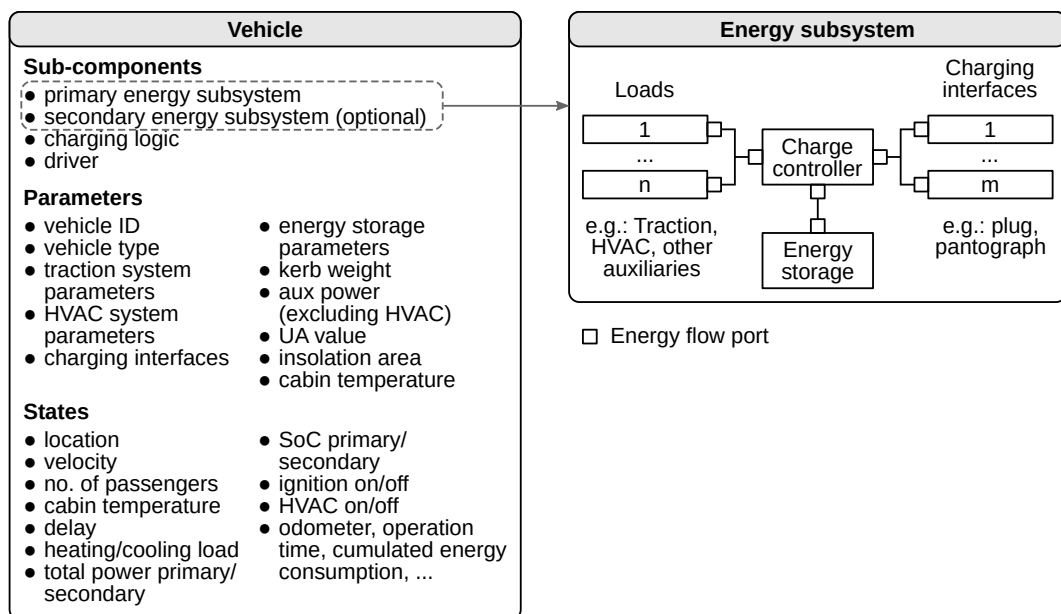 Vehicle
Sub-components
● primary energy subsystem
● secondary energy subsystem (optional)
● charging logic
● driver
Parameters
● vehicle ID
● vehicle type
● traction system
parameters
● HVAC system
parameters
● charging interfaces
● energy storage
parameters
● kerb weight
● aux power
(excluding HVAC)
● UA value
● insolation area
● cabin temperature
States
● location
● velocity
● no. of passengers
● cabin temperature
● delay
● heating/cooling load
● total power primary/
secondary
● SoC primary/
secondary
● ignition on/off
● HVAC on/off
● odometer, operation
time, cumulated energy
consumption, ...
Energy subsystem
Loads
1
...
n
e.g.: Traction,
HVAC, other
auxiliaries
Charge
controller
Energy
storage
Charging
interfaces
1
...
m
e.g.: plug,
pantograph
Energy flow port